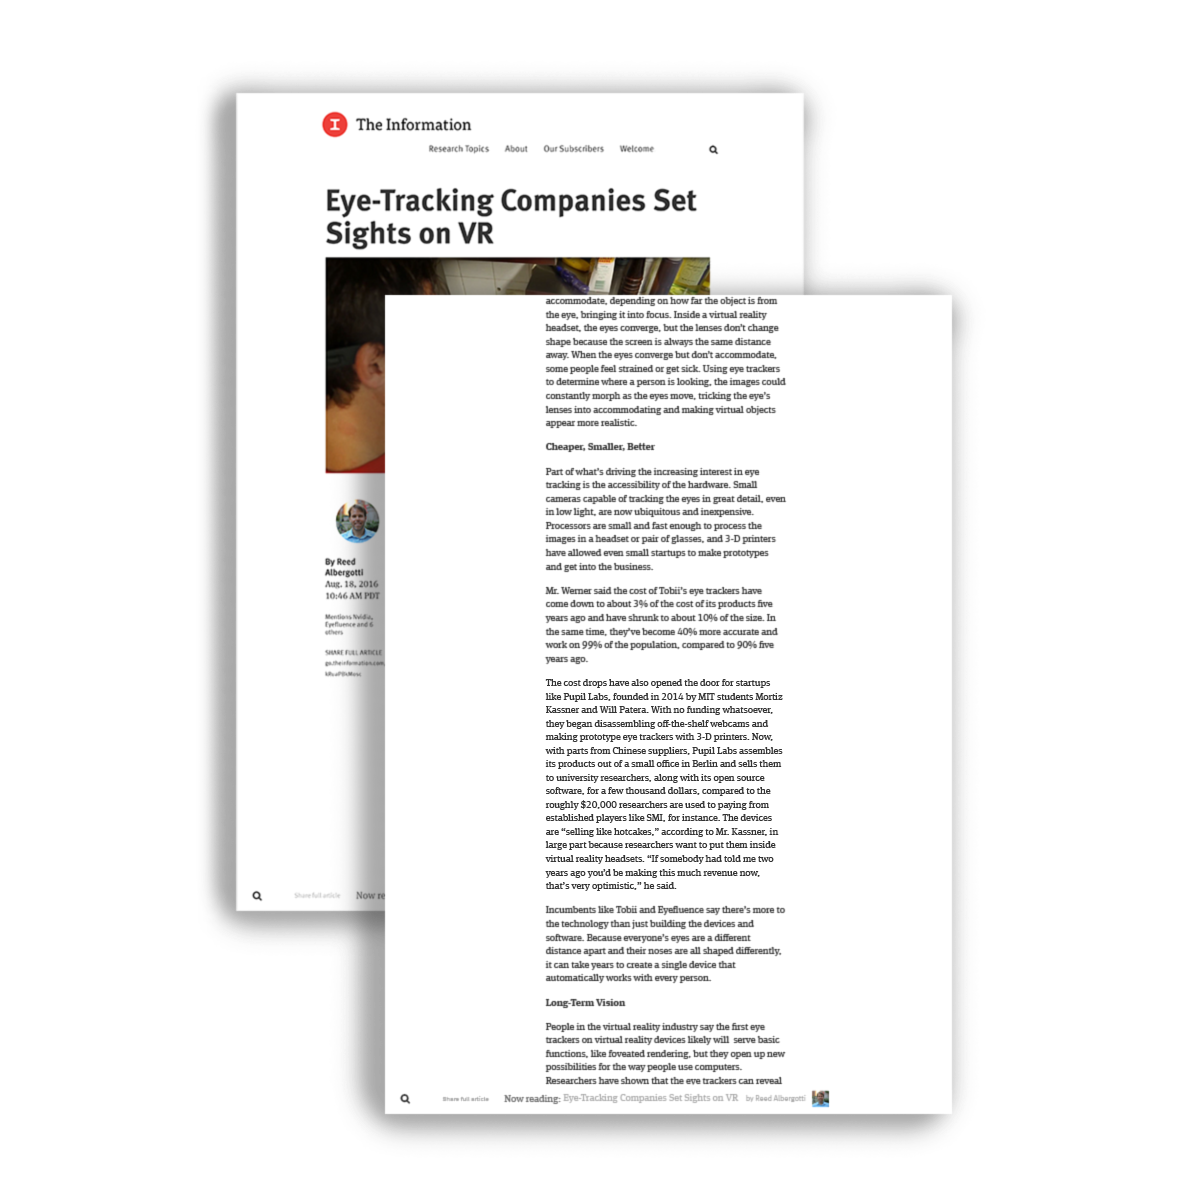 The Information
Research Topics About Our Subscribers Welcome
Eye-Tracking Companies Set
Sights on VR
By Reed
Albergotti
Aug. 18, 2016
10:46 AM PDT
Mentions Nvidia,
Eyefluence and 6
others
SHARE FULL ARTICLE
go.theinformation.com.
Share full article Now re
accommodate, depending on how far the object is from
the eye, bringing it into focus. Inside a virtual reality
headset, the eyes converge, but the lenses don't change
shape because the screen is always the same distance
away. When the eyes converge but don't accommodate,
some people feel strained or get sick. Using eye trackers
to determine where a person is looking, the images could
constantly morph as the eyes move, tricking the eye's
lenses into accommodating and making virtual objects
appear more realistic.
Cheaper, Smaller, Better
Part of what's driving the increasing interest in eye
tracking is the accessibility of the hardware. Small
cameras capable of tracking the eyes in great detail, even
in low light, are now ubiquitous and inexpensive.
Processors are small and fast enough to process the
images in a headset or pair of glasses, and 3-D printers
have allowed even small startups to make prototypes
and get into the business.
Mr. Werner said the cost of Tobii's eye trackers have
come down to about 3% of the cost of its products five
years ago and have shrunk to about 10% of the size. In
the same time, they've become 40% more accurate and
work on 99% of the population, compared to 90% five
years ago.
The cost drops have also opened the door for startups
like Pupil Labs, founded in 2014 by MIT students Mortiz
Kassner and Will Patera. With no funding whatsoever,
they began disassembling off-the-shelf webcams and
making prototype eye trackers with 3-D printers. Now,
with parts from Chinese suppliers, Pupil Labs assembles
its products out of a small office in Berlin and sells them
to university researchers, along with its open source
software, for a few thousand dollars, compared to the
roughly $20,000 researchers are used to paying from
established players like SMI, for instance. The devices
are “selling like hotcakes,” according to Mr. Kassner, in
large part because researchers want to put them inside
virtual reality headsets. “If somebody had told me two
years ago you'd be making this much revenue now,
that's very optimistic,” he said.
Incumbents like Tobii and Eyefluence say there's more to
the technology than just building the devices and
software. Because everyone's eyes are a different
distance apart and their noses are all shaped differently,
it can take years to create a single device that
automatically works with every person.
Long-Term Vision
People in the virtual reality industry say the first eye
trackers on virtual reality devices likely will serve basic
functions, like foveated rendering, but they open up new
possibilities for the way people use computers.
Researchers have shown that the eye trackers can reveal
Share full article Now reading: Eye-Tracking Companies Set Sights on VR by Reed Albergotti